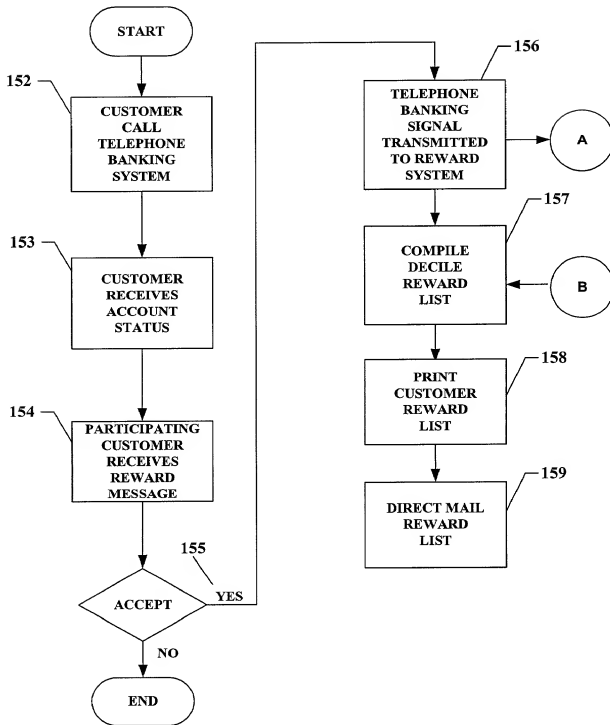 START
152
CUSTOMER
CALL
TELEPHONE
BANKING
SYSTEM
153
CUSTOMER
RECEIVES
ACCOUNT
STATUS
154
PARTICIPATING
CUSTOMER
RECEIVES
REWARD
MESSAGE
155
ACCEPT
YES
NO
END
156
TELEPHONE
BANKING
SIGNAL
TRANSMITTED
TO REWARD
SYSTEM
A
157
COMPILE
DECILE
REWARD
LIST
B
158
PRINT
CUSTOMER
REWARD
LIST
159
DIRECT MAIL
REWARD
LIST